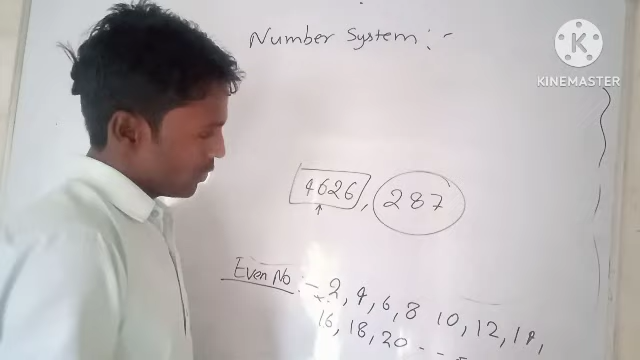 Number System :-
KINEMASTER
4626, 287
Even No :- 2, 4, 6, 8 10, 12, 14,
16, 18, 20 - - -